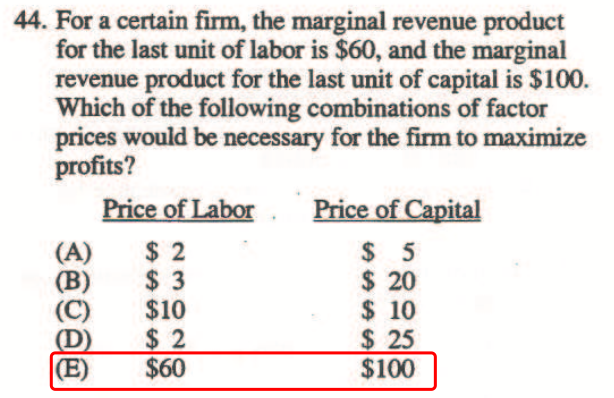 44. For a certain firm, the marginal revenue product
for the last unit of labor is $60, and the marginal
revenue product for the last unit of capital is $100.
Which of the following combinations of factor
prices would be necessary for the firm to maximize
profits?
Price of Labor Price of Capital
(A) $ 2 $ 5
(B) $ 3 $ 20
(C) $10 $ 10
(D) $ 2 $ 25
(E) $60 $100